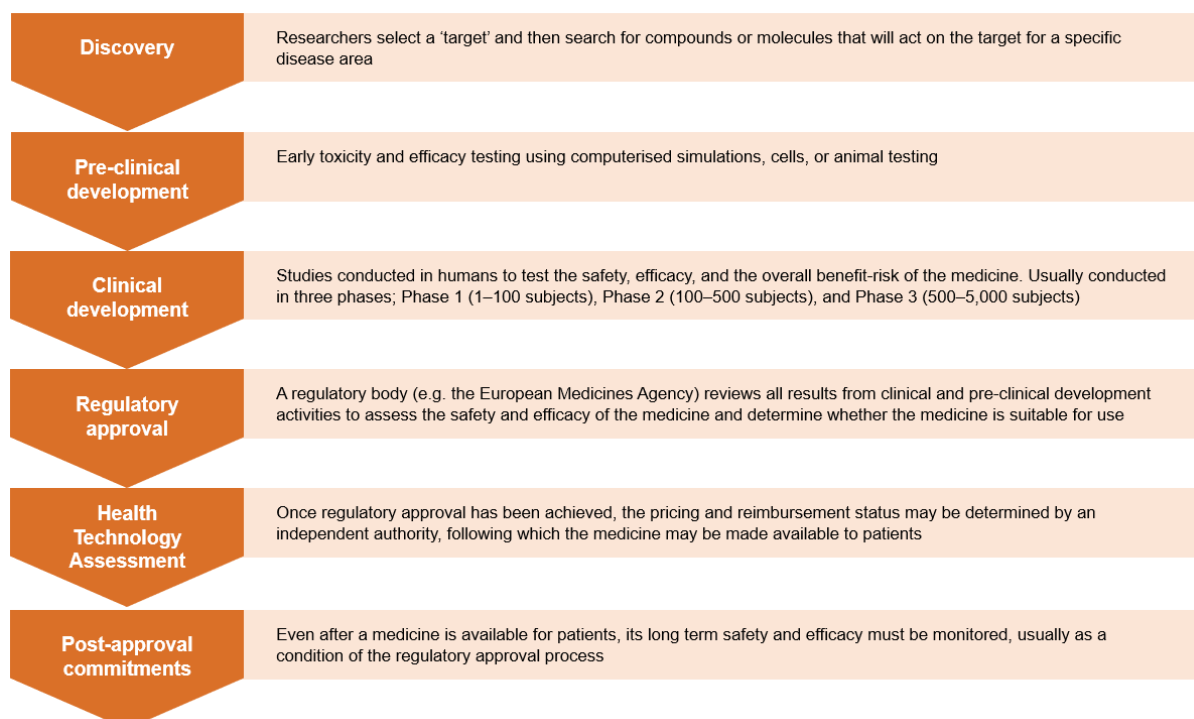 Discovery
Researchers select a ‘target’ and then search for compounds or molecules that will act on the target for a specific
disease area
Pre-clinical
development
Early toxicity and efficacy testing using computerised simulations, cells, or animal testing
Clinical
development
Studies conducted in humans to test the safety, efficacy, and the overall benefit-risk of the medicine. Usually conducted
in three phases; Phase 1 (1–100 subjects), Phase 2 (100–500 subjects), and Phase 3 (500–5,000 subjects)
Regulatory
approval
A regulatory body (e.g. the European Medicines Agency) reviews all results from clinical and pre-clinical development
activities to assess the safety and efficacy of the medicine and determine whether the medicine is suitable for use
Health
Technology
Assessment
Once regulatory approval has been achieved, the pricing and reimbursement status may be determined by an
independent authority, following which the medicine may be made available to patients
Post-approval
commitments
Even after a medicine is available for patients, its long term safety and efficacy must be monitored, usually as a
condition of the regulatory approval process